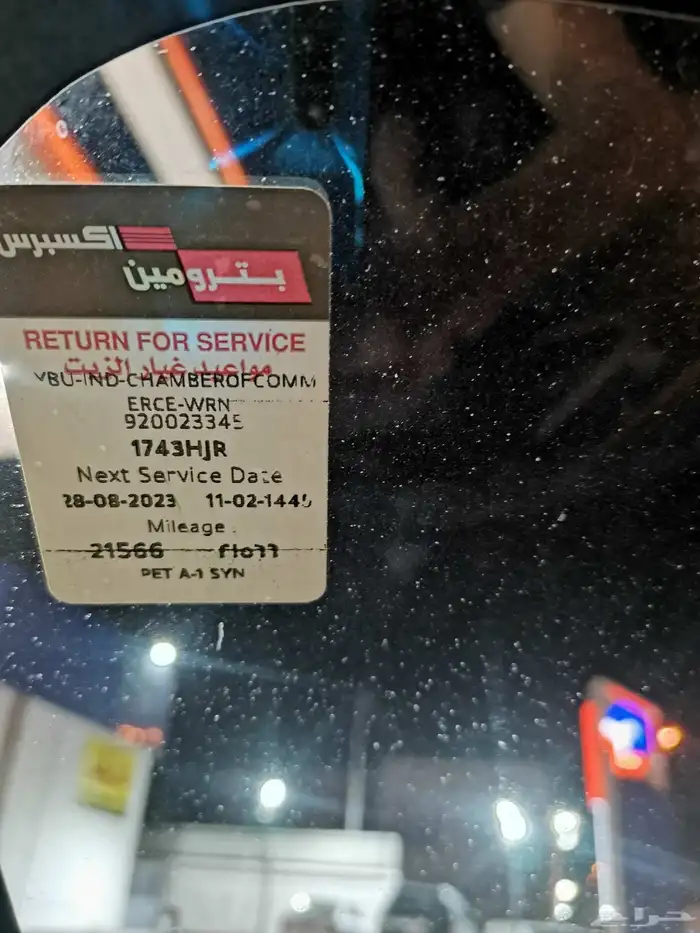 اكسبرس
بترومين
RETURN FOR SERVICE
مواعيد غيار الزيت
YBU-IND-CHAMBEROFCOMM
ERCE-WRN
920023345
1743HJR
Next Service Date
28-08-2023 11-02-1445
Mileage
21566 ٢١٥٦٦
PET A-1 SYN
حراج